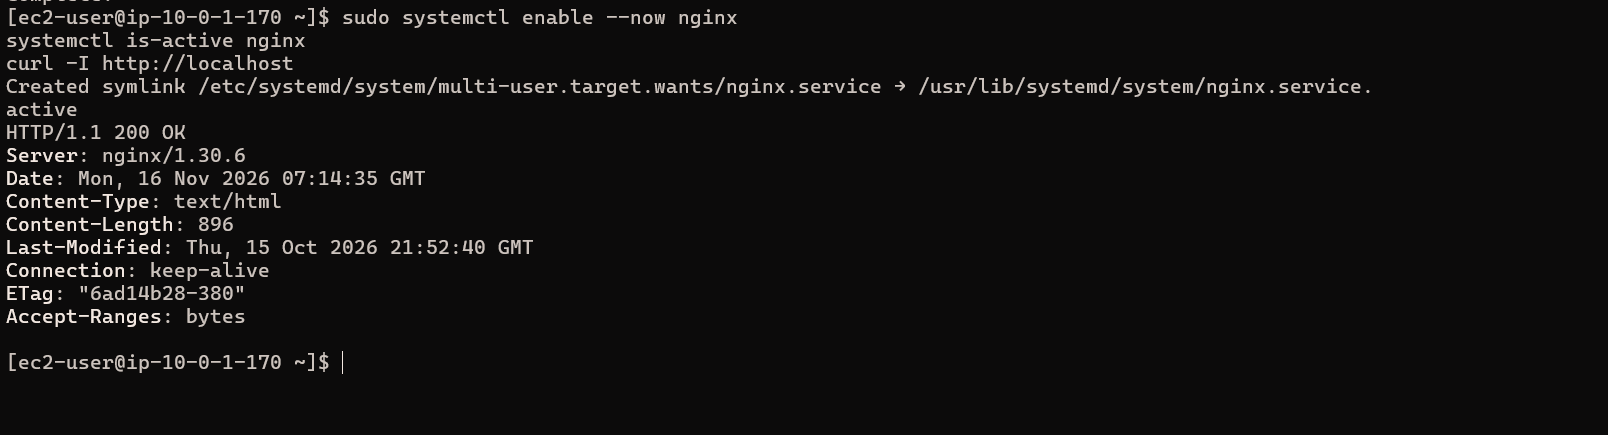 [ec2-user@ip-10-0-1-170 ~]$ sudo systemctl enable --now nginx
systemctl is-active nginx
curl -I http://localhost
Created symlink /etc/systemd/system/multi-user.target.wants/nginx.service → /usr/lib/systemd/system/nginx.service.
active
HTTP/1.1 200 OK
Server: nginx/1.30.6
Date: Mon, 16 Nov 2026 07:14:35 GMT
Content-Type: text/html
Content-Length: 896
Last-Modified: Thu, 15 Oct 2026 21:52:40 GMT
Connection: keep-alive
ETag: "6ad14b28-380"
Accept-Ranges: bytes
[ec2-user@ip-10-0-1-170 ~]$